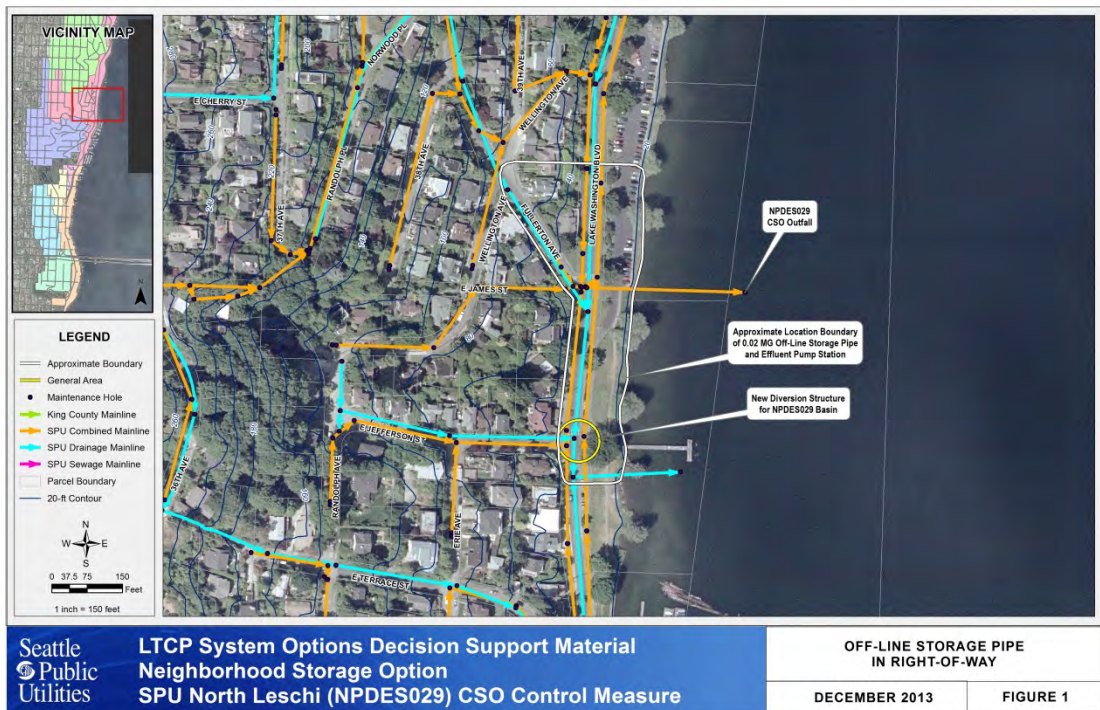 VICINITY MAP
N
LEGEND
Approximate Boundary
General Area
Maintenance Hole
King County Mainline
SPU Combined Mainline
SPU Drainage Mainline
SPU Sewage Mainline
Parcel Boundary
20-ft Contour
N
W E
S
0 37.5 75 150
Feet
1 inch = 150 feet
E CHERRY ST
NORWOOD PL
RANDOLPH PL
37TH AVE
38TH AVE
39TH AVE
WELLINGTON AVE
WELLINGTON AVE
FULLERTON AVE
LAKE WASHINGTON BLVD
E JAMES ST
E JEFFERSON ST
RANDOLPH AVE
ERIE AVE
36TH AVE
E TERRACE ST
NPDES029
CSO Outfall
Approximate Location Boundary
of 0.02 MG Off-Line Storage Pipe
and Effluent Pump Station
New Diversion Structure
for NPDES029 Basin
Seattle
Public
Utilities
LTCP System Options Decision Support Material
Neighborhood Storage Option
SPU North Leschi (NPDES029) CSO Control Measure
OFF-LINE STORAGE PIPE
IN RIGHT-OF-WAY
DECEMBER 2013
FIGURE 1